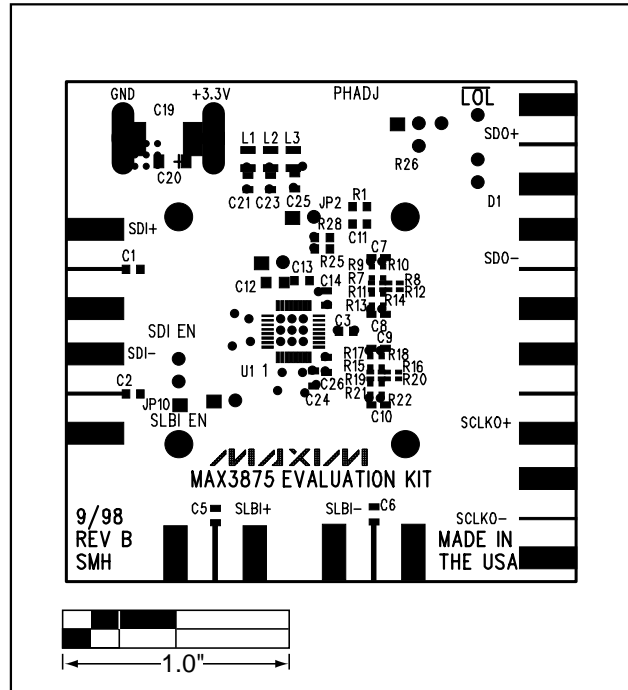 GND C19 +3.3V PHADJ LOL
SDO+
L1 L2 L3
R26
C20
C21 C23 C25 JP2 R1 D1
SDI+ R28 C11
C1 R25 C7 SDO-
R9 R10
C13 R7 R8
C12 C14 R11 R12
R13 R14
C8
SDI EN C3 C9
SDI- R17 R18
U1 1 R15 R16
C2 C26 R19 R20
JP10 C24 R21 R22
SLBI EN C10 SCLKO+
MAXIM
MAX3875 EVALUATION KIT
C5 SLBI+ SLBI- C6
9/98 SCLKO-
REV B MADE IN
SMH THE USA
1.0"